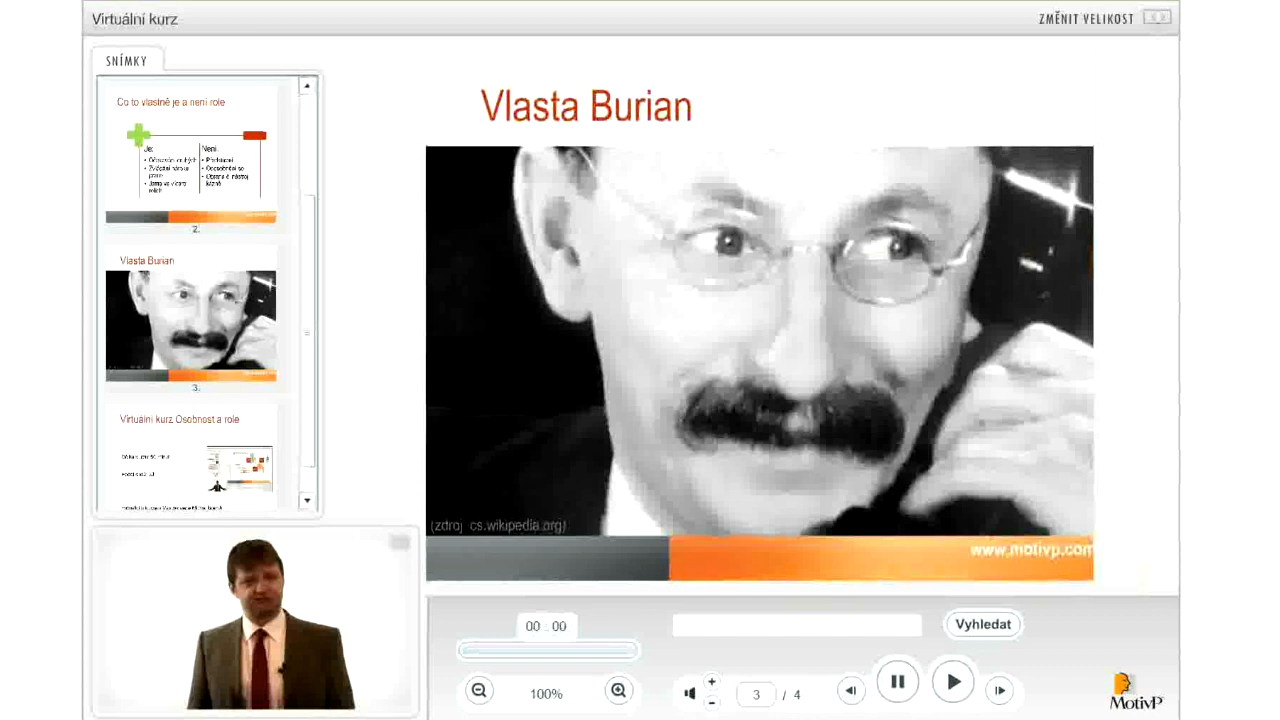 Virtuální kurz
ZMĚNIT VELIKOST
SNÍMKY
Co to vlastně je a není role
Je:
Není:
2.
Vlasta Burian
3.
Virtuální kurz Osobnost a role
Vlasta Burian
(zdroj cs.wikipedia.org)
www.motivp.com
00 : 00
Vyhledat
100%
3 / 4
MOTIVP